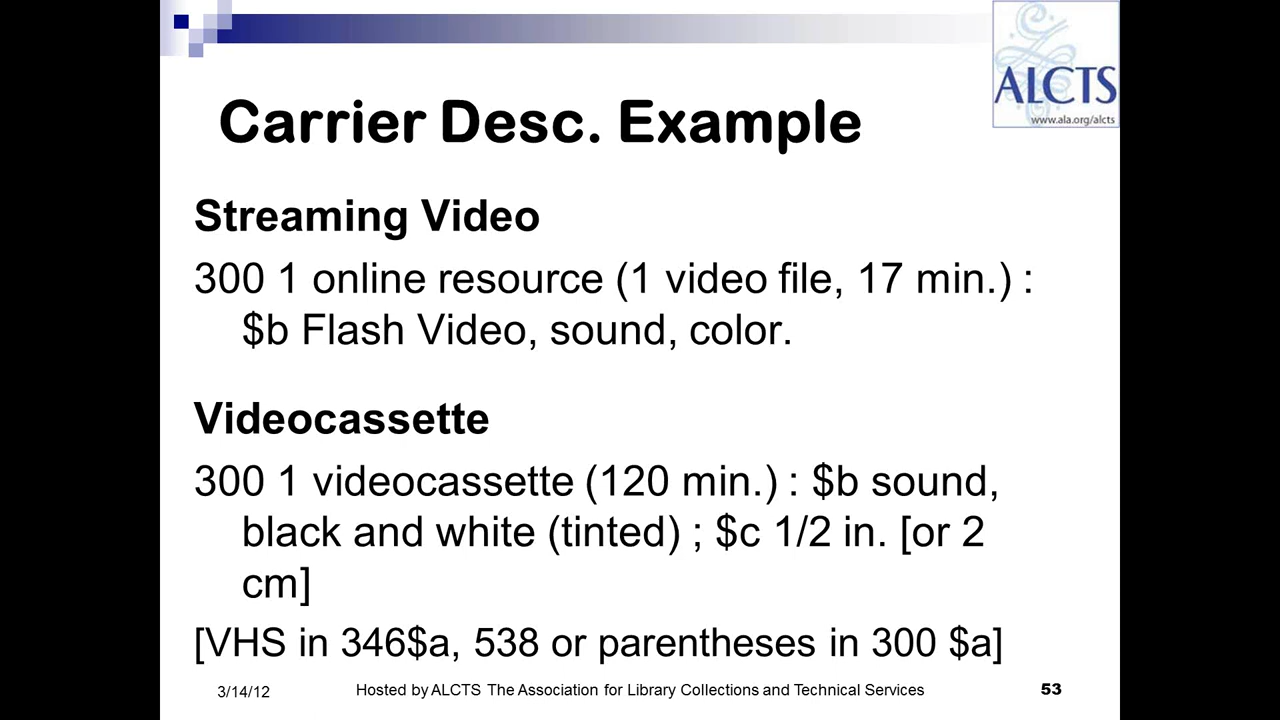 ALCTS
www.ala.org/alcts
Carrier Desc. Example
Streaming Video
300 1 online resource (1 video file, 17 min.) :
$b Flash Video, sound, color.
Videocassette
300 1 videocassette (120 min.) : $b sound,
black and white (tinted) ; $c 1/2 in. [or 2
cm]
[VHS in 346$a, 538 or parentheses in 300 $a]
3/14/12 Hosted by ALCTS The Association for Library Collections and Technical Services 53